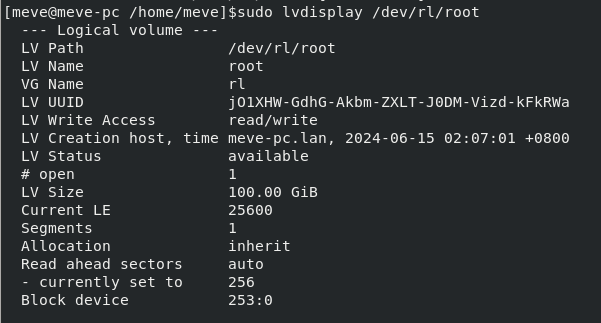 [meve@meve-pc /home/meve]$sudo lvdisplay /dev/rl/root
--- Logical volume ---
LV Path                /dev/rl/root
LV Name                root
VG Name                rl
LV UUID                jO1XHW-GdhG-Akbm-ZXLT-J0DM-Vizd-kFkRWa
LV Write Access        read/write
LV Creation host, time meve-pc.lan, 2024-06-15 02:07:01 +0800
LV Status              available
# open                 1
LV Size                100.00 GiB
Current LE             25600
Segments               1
Allocation             inherit
Read ahead sectors     auto
- currently set to     256
Block device           253:0